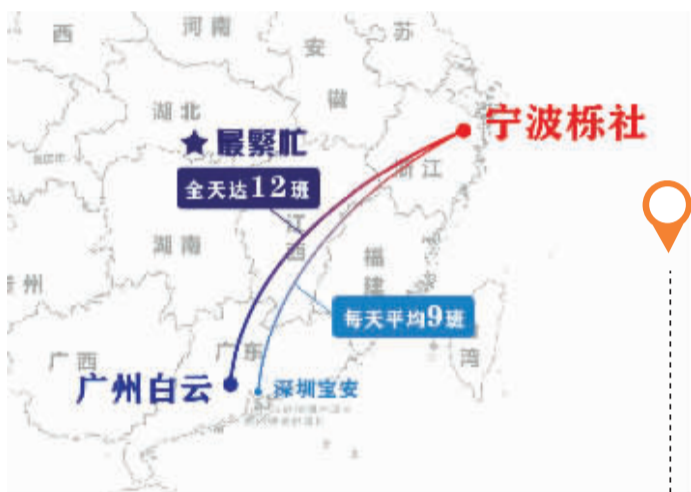 西
河南
安
苏
徽
湖北
宁波栎社
★最繁忙
浙江
全天达12班
江
西
湖南
福
建
州
每天平均9班
湾
广东
广西
广州白云
深圳宝安